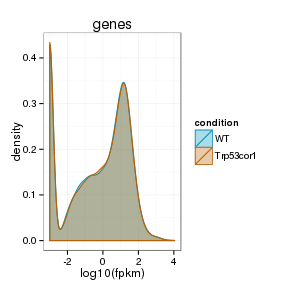 genes
density
0.4
0.3
0.2
0.1
0.0
-2 0 2 4
log10(fpkm)
condition
WT
Trp53cor1